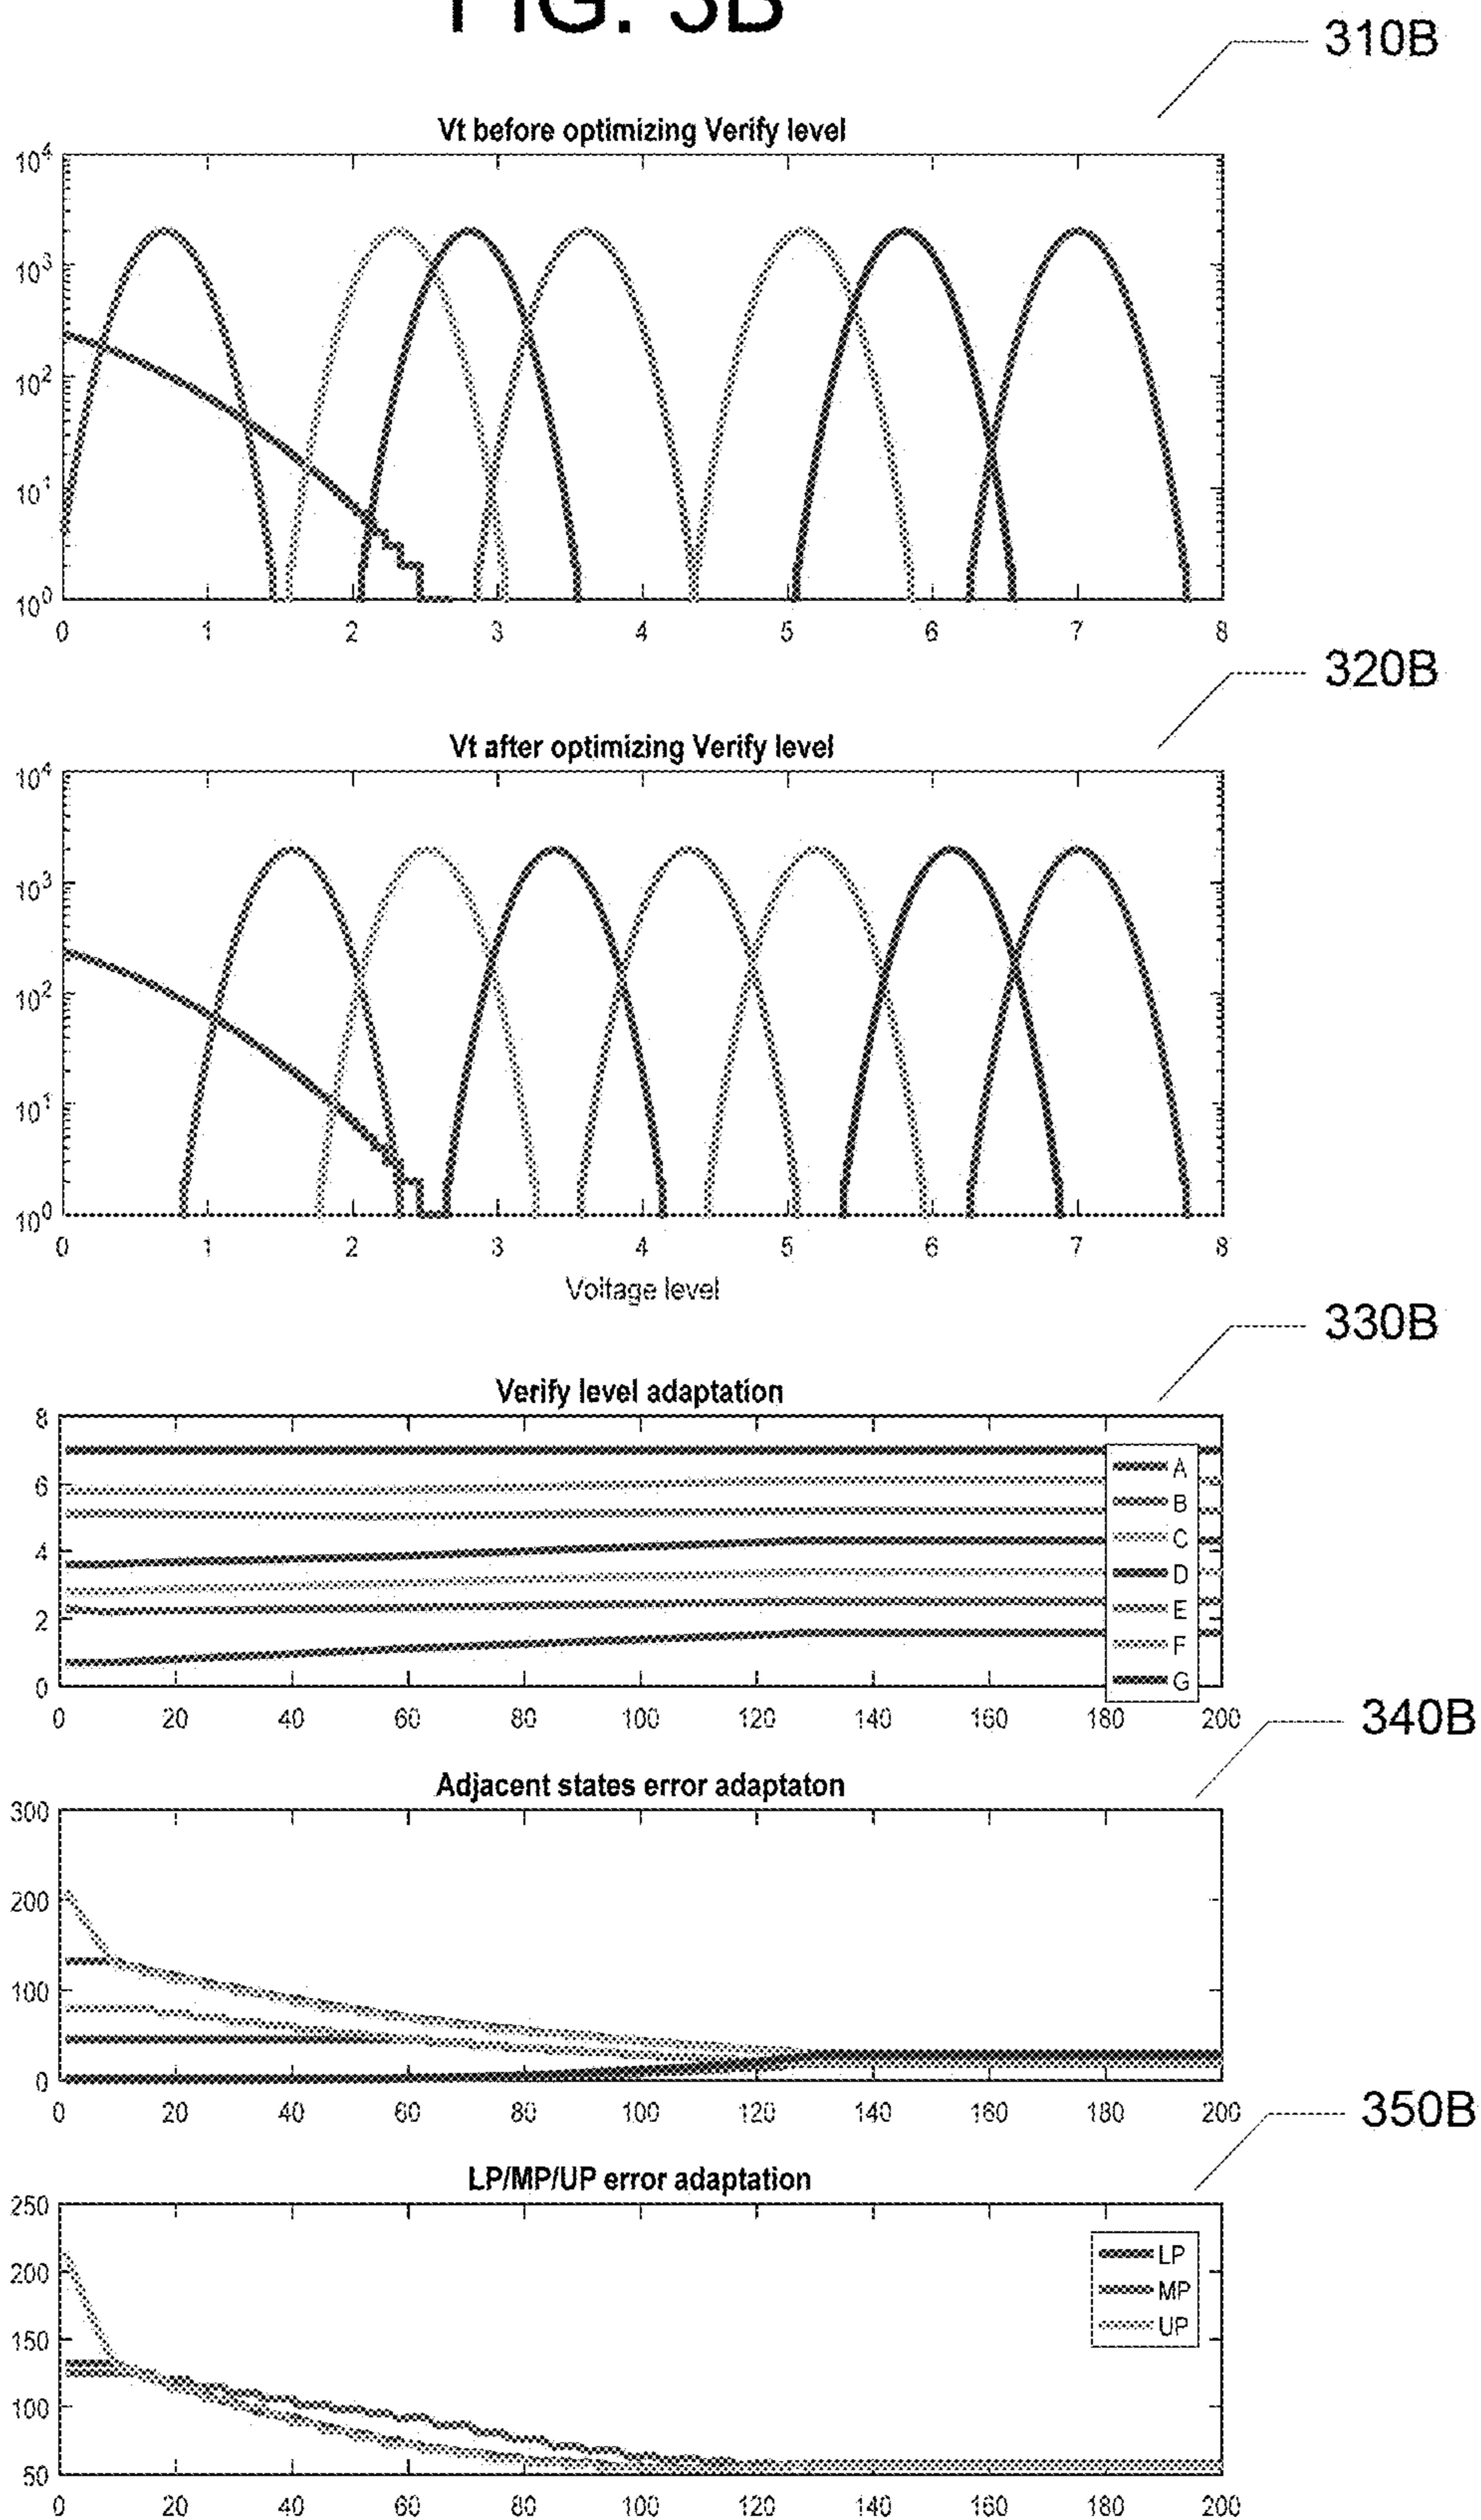 FIG. 3B
310B
Vt before optimizing Verify level
10^4
10^3
10^2
10^1
10^0
0 1 2 3 4 5 6 7 8
320B
Vt after optimizing Verify level
10^4
10^3
10^2
10^1
10^0
0 1 2 3 4 5 6 7 8
Voltage level
330B
Verify level adaptation
8
6
4
2
0
A
B
C
D
E
F
G
0 20 40 60 80 100 120 140 160 180 200
340B
Adjacent states error adaptaton
300
200
100
0
0 20 40 60 80 100 120 140 160 180 200
350B
LP/MP/UP error adaptation
250
200
150
100
50
LP
MP
UP
0 20 40 60 80 100 120 140 160 180 200